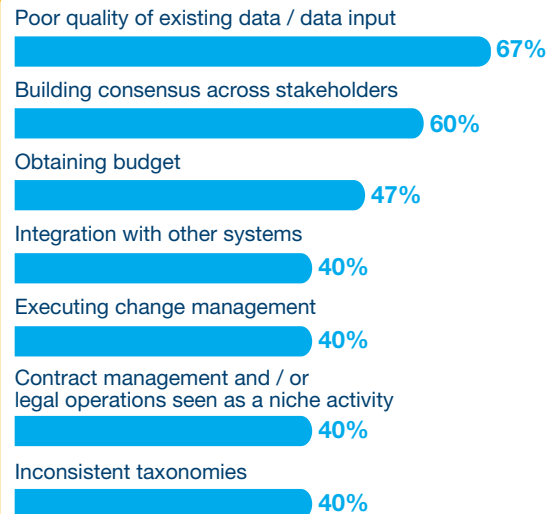 Poor quality of existing data / data input
67%
Building consensus across stakeholders
60%
Obtaining budget
47%
Integration with other systems
40%
Executing change management
40%
Contract management and / or
legal operations seen as a niche activity
40%
Inconsistent taxonomies
40%